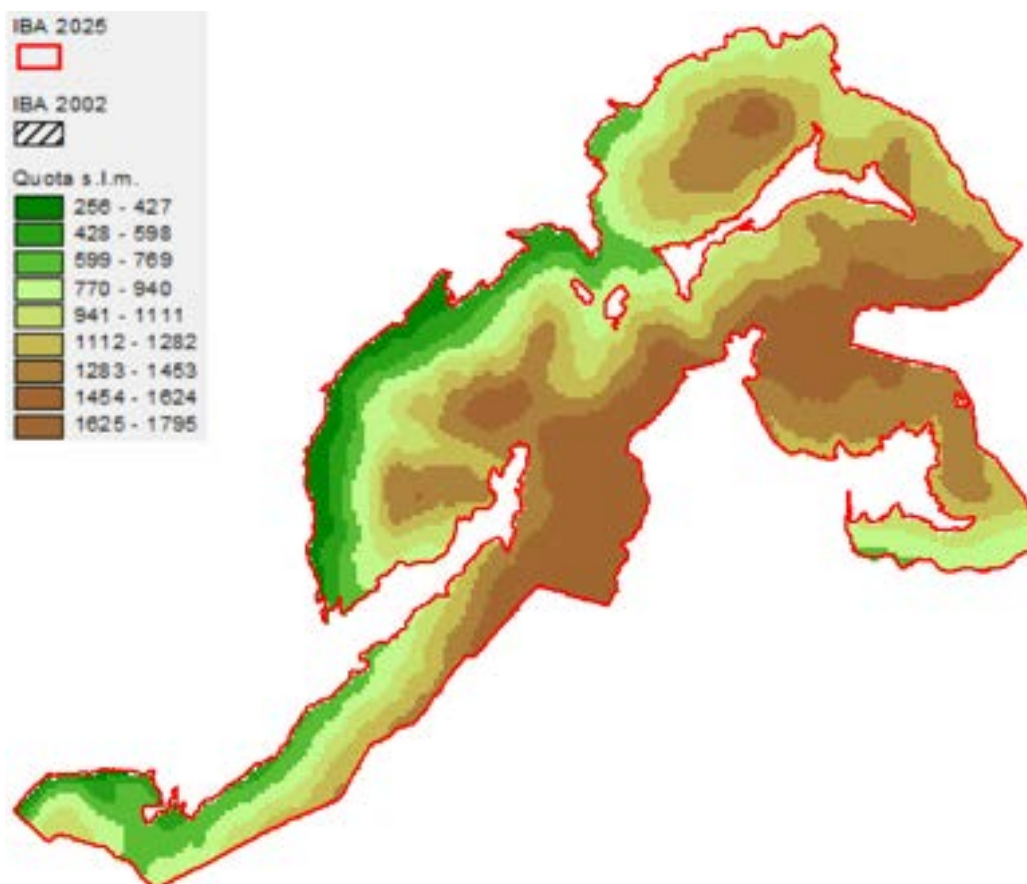 IBA 2025
IBA 2002
Quota s.l.m.
256 - 427
428 - 598
599 - 769
770 - 940
941 - 1111
1112 - 1282
1283 - 1453
1454 - 1624
1625 - 1795